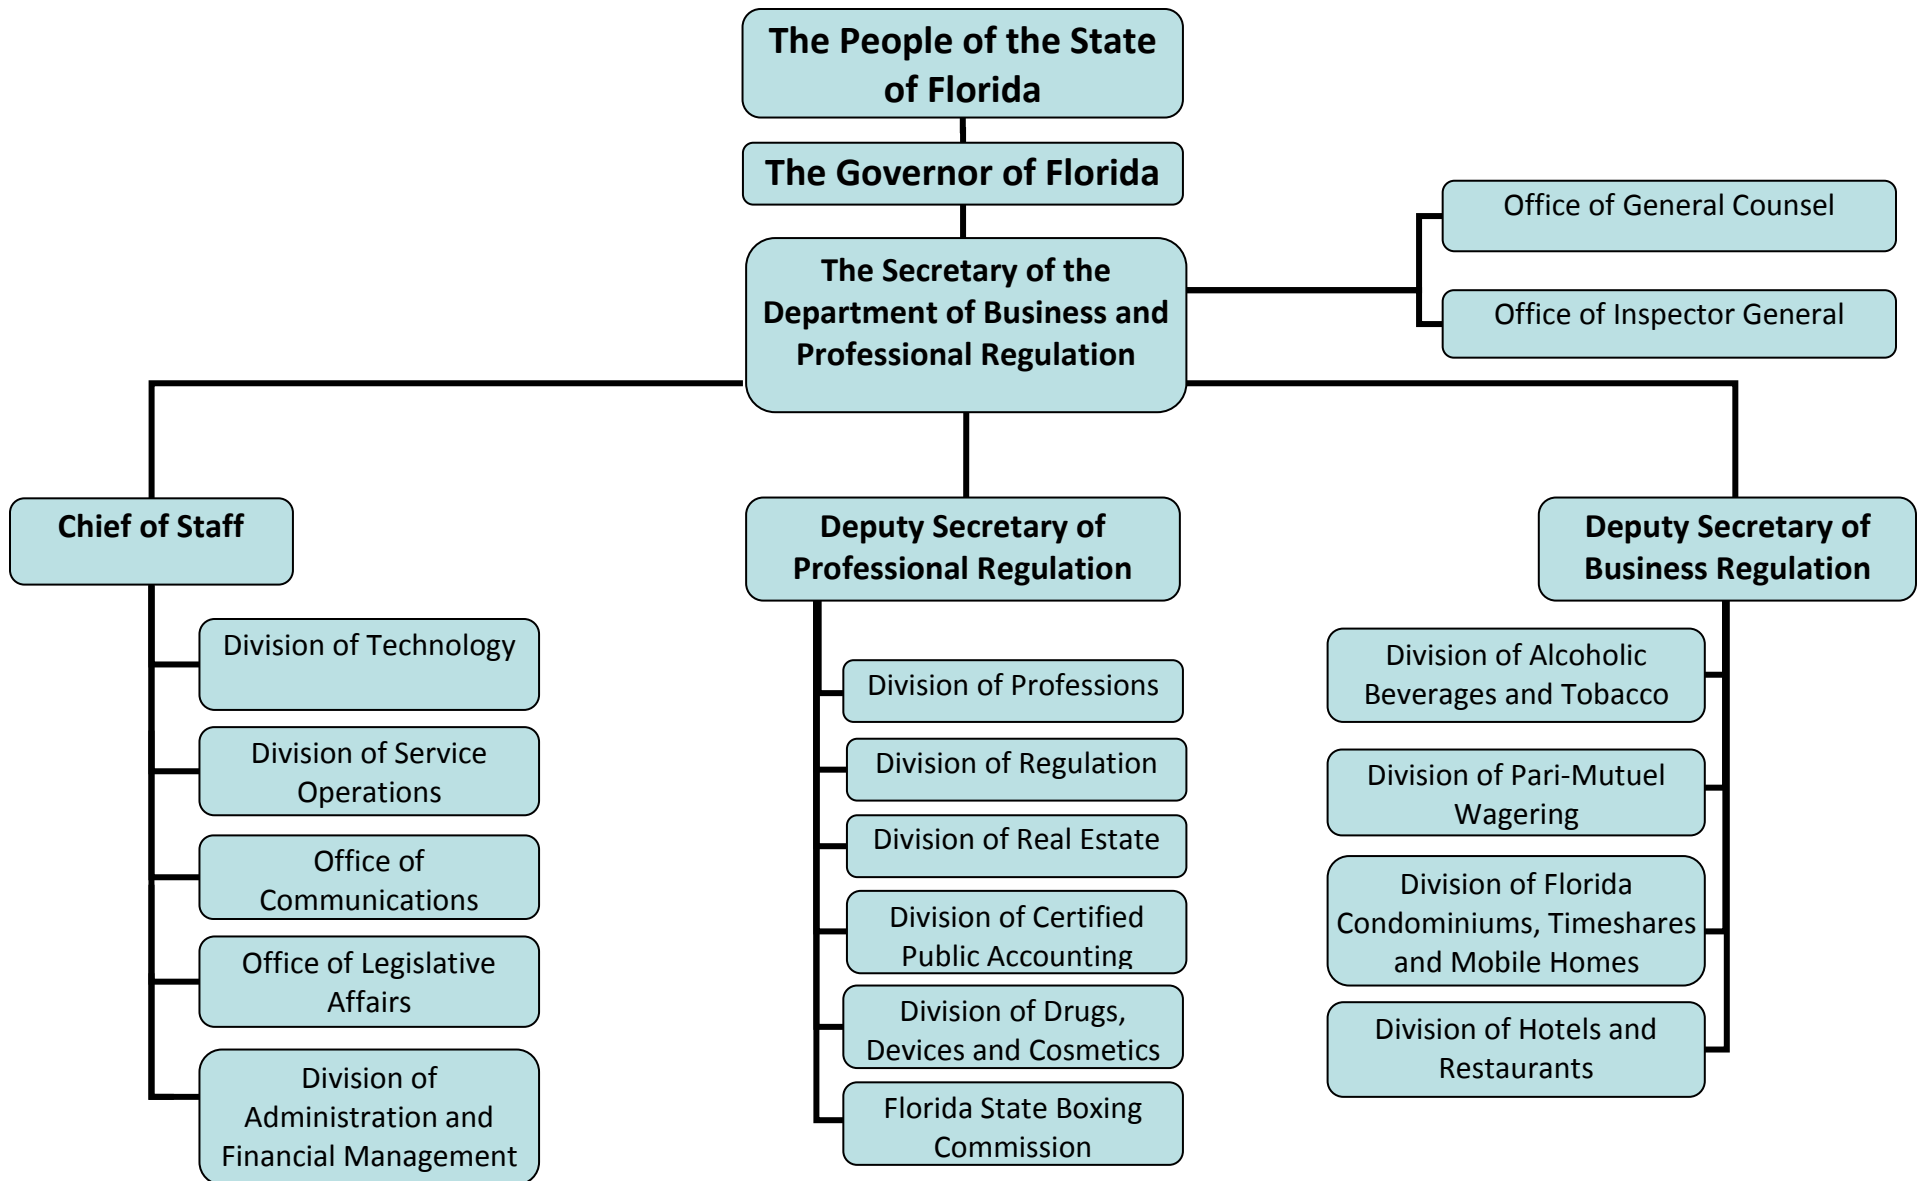 The People of the State
of Florida
The Governor of Florida
The Secretary of the
Department of Business and
Professional Regulation
Office of General Counsel
Office of Inspector General
Chief of Staff
Division of Technology
Division of Service
Operations
Office of
Communications
Office of Legislative
Affairs
Division of
Administration and
Financial Management
Deputy Secretary of
Professional Regulation
Division of Professions
Division of Regulation
Division of Real Estate
Division of Certified
Public Accounting
Division of Drugs,
Devices and Cosmetics
Florida State Boxing
Commission
Deputy Secretary of
Business Regulation
Division of Alcoholic
Beverages and Tobacco
Division of Pari-Mutuel
Wagering
Division of Florida
Condominiums, Timeshares
and Mobile Homes
Division of Hotels and
Restaurants